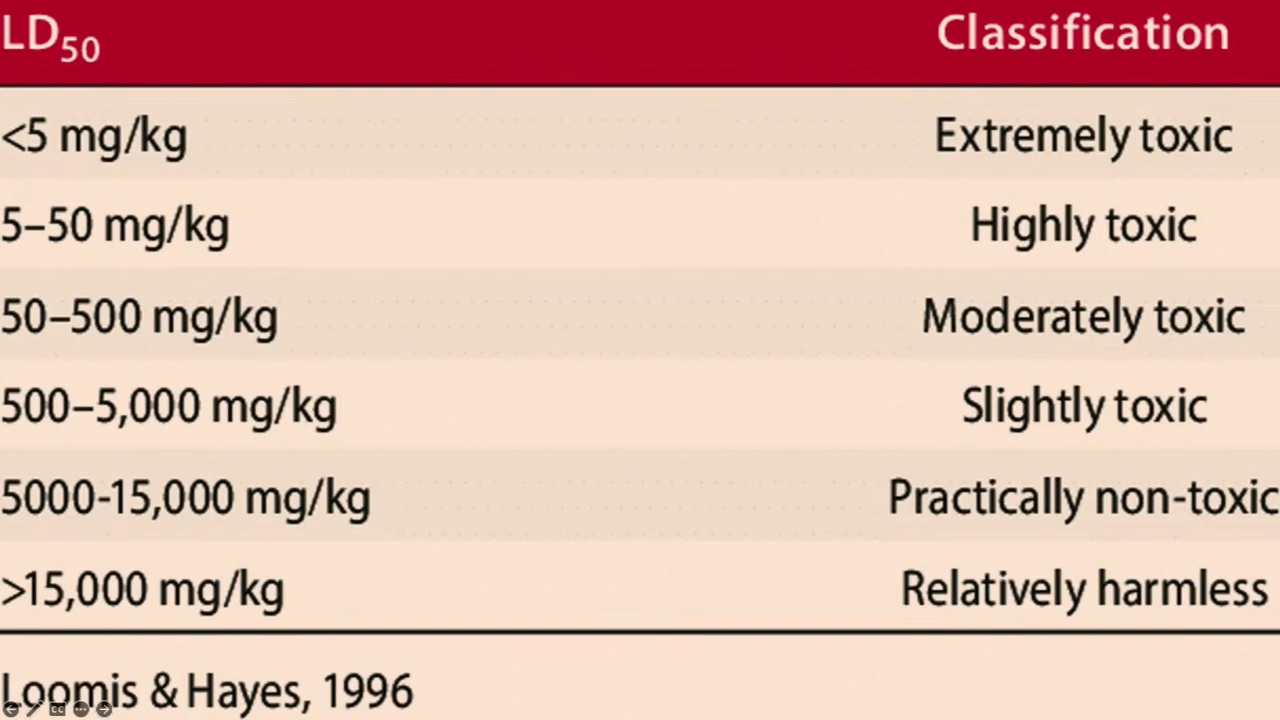 LD50 Classification
<5 mg/kg Extremely toxic
5–50 mg/kg Highly toxic
50–500 mg/kg Moderately toxic
500–5,000 mg/kg Slightly toxic
5000-15,000 mg/kg Practically non-toxic
>15,000 mg/kg Relatively harmless
Loomis & Hayes, 1996